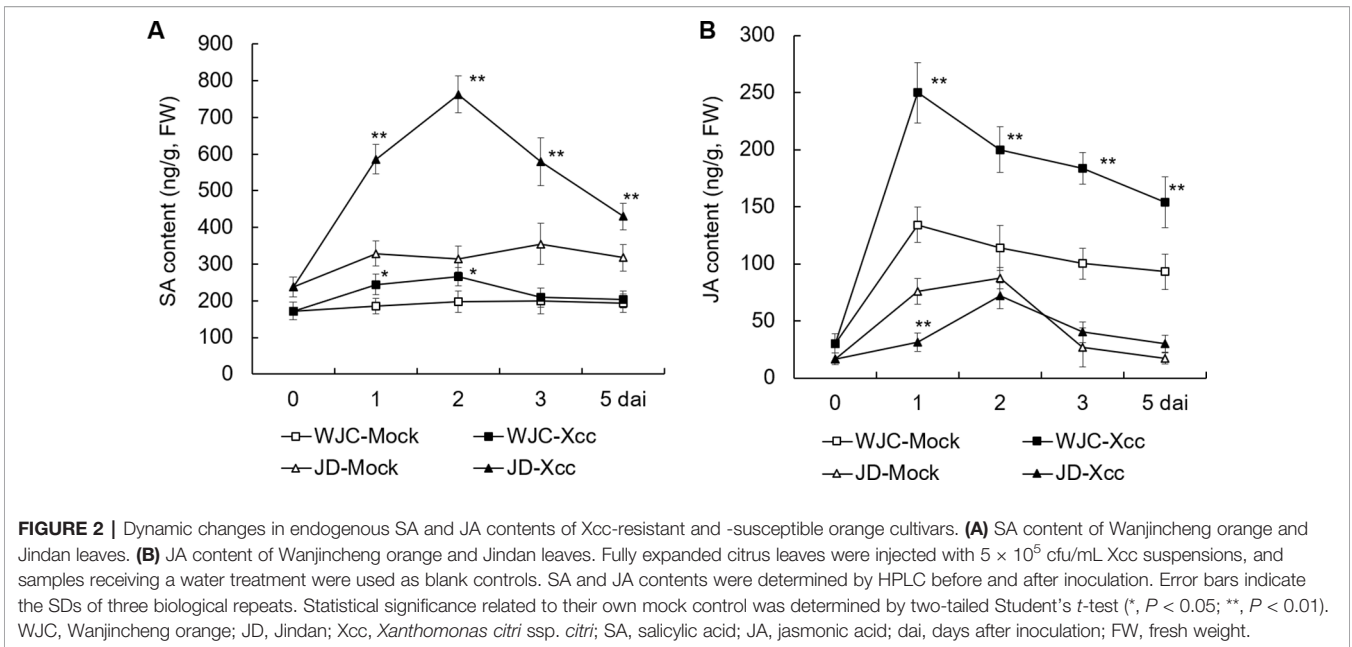 A
SA content (ng/g, FW)
900
800
700
600
500
400
300
200
100
0
**
**
**
**
*
*
0 1 2 3 5 dai
WJC-Mock WJC-Xcc
JD-Mock JD-Xcc
B
JA content (ng/g, FW)
300
250
200
150
100
50
0
**
**
**
**
**
0 1 2 3 5 dai
WJC-Mock WJC-Xcc
JD-Mock JD-Xcc
FIGURE 2 | Dynamic changes in endogenous SA and JA contents of Xcc-resistant and -susceptible orange cultivars. (A) SA content of Wanjincheng orange and
Jindan leaves. (B) JA content of Wanjincheng orange and Jindan leaves. Fully expanded citrus leaves were injected with 5 × 10⁵ cfu/mL Xcc suspensions, and
samples receiving a water treatment were used as blank controls. SA and JA contents were determined by HPLC before and after inoculation. Error bars indicate
the SDs of three biological repeats. Statistical significance related to their own mock control was determined by two-tailed Student’s t-test (*, P < 0.05; **, P < 0.01).
WJC, Wanjincheng orange; JD, Jindan; Xcc, Xanthomonas citri ssp. citri; SA, salicylic acid; JA, jasmonic acid; dai, days after inoculation; FW, fresh weight.